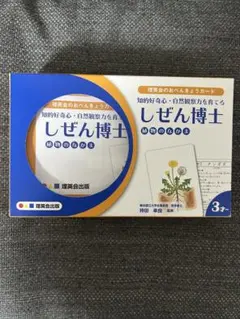 理英会のおべんきょうカード
知的好奇心・自然観察力を育てる
しぜん博士
植物のなかま
理英会出版
3才〜